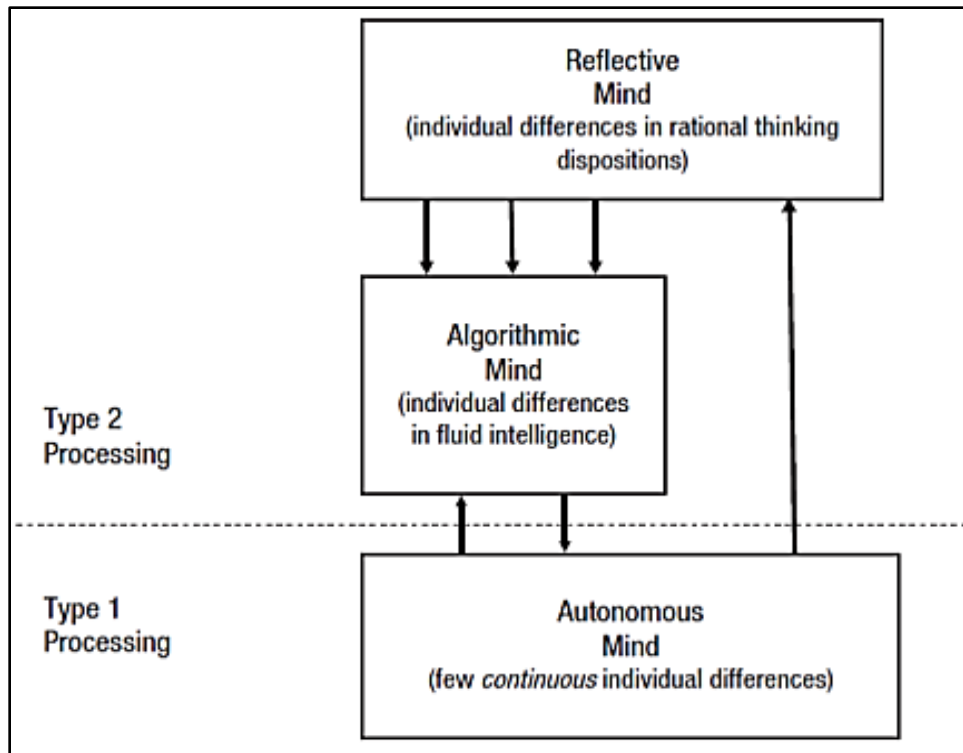 Reflective
Mind
(individual differences in rational thinking
dispositions)
Algorithmic
Mind
(individual differences
in fluid intelligence)
Type 2
Processing
Type 1
Processing
Autonomous
Mind
(few continuous individual differences)